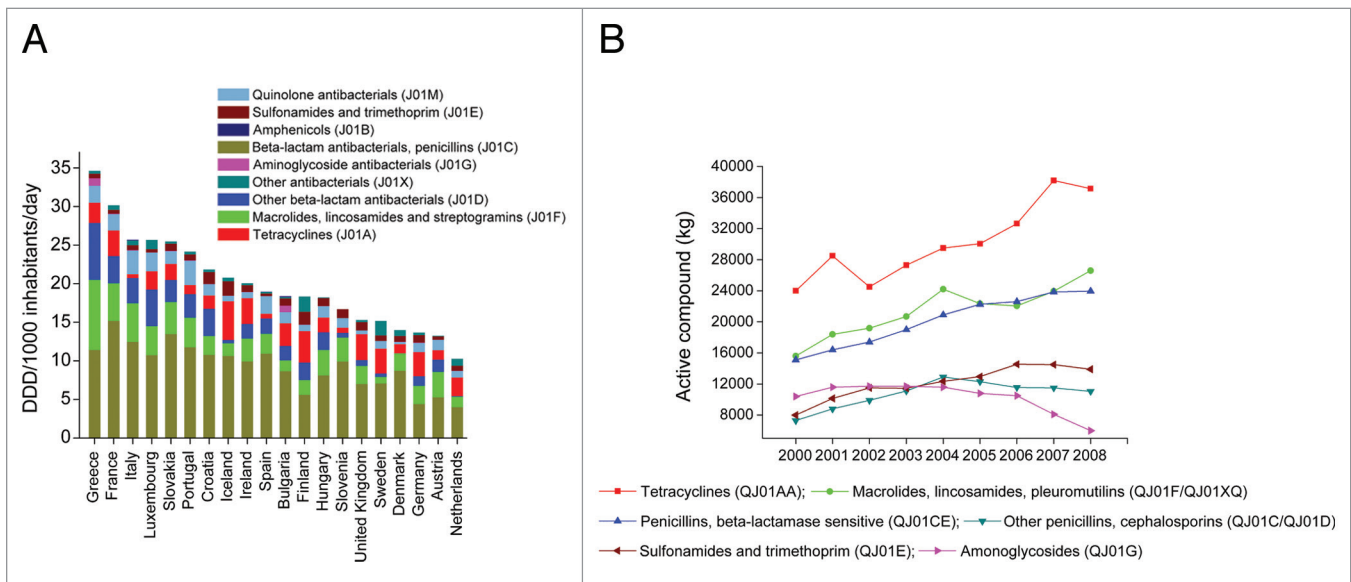 A
Quinolone antibacterials (J01M)
Sulfonamides and trimethoprim (J01E)
Amphenicols (J01B)
Beta-lactam antibacterials, penicillins (J01C)
Aminoglycoside antibacterials (J01G)
Other antibacterials (J01X)
Other beta-lactam antibacterials (J01D)
Macrolides, lincosamides and streptogramins (J01F)
Tetracyclines (J01A)
DDD/1000 inhabitants/day
35
30
25
20
15
10
5
0
Greece
France
Italy
Luxembourg
Slovakia
Portugal
Croatia
Iceland
Ireland
Spain
Bulgaria
Finland
Hungary
Slovenia
United Kingdom
Sweden
Denmark
Germany
Austria
Netherlands
B
Active compound (kg)
40000
36000
32000
28000
24000
20000
16000
12000
8000
2000 2001 2002 2003 2004 2005 2006 2007 2008
Tetracyclines (QJ01AA); Macrolides, lincosamides, pleuromutilins (QJ01F/QJ01XQ)
Penicillins, beta-lactamase sensitive (QJ01CE); Other penicillins, cephalosporins (QJ01C/QJ01D)
Sulfonamides and trimethoprim (QJ01E); Amonoglycosides (QJ01G)